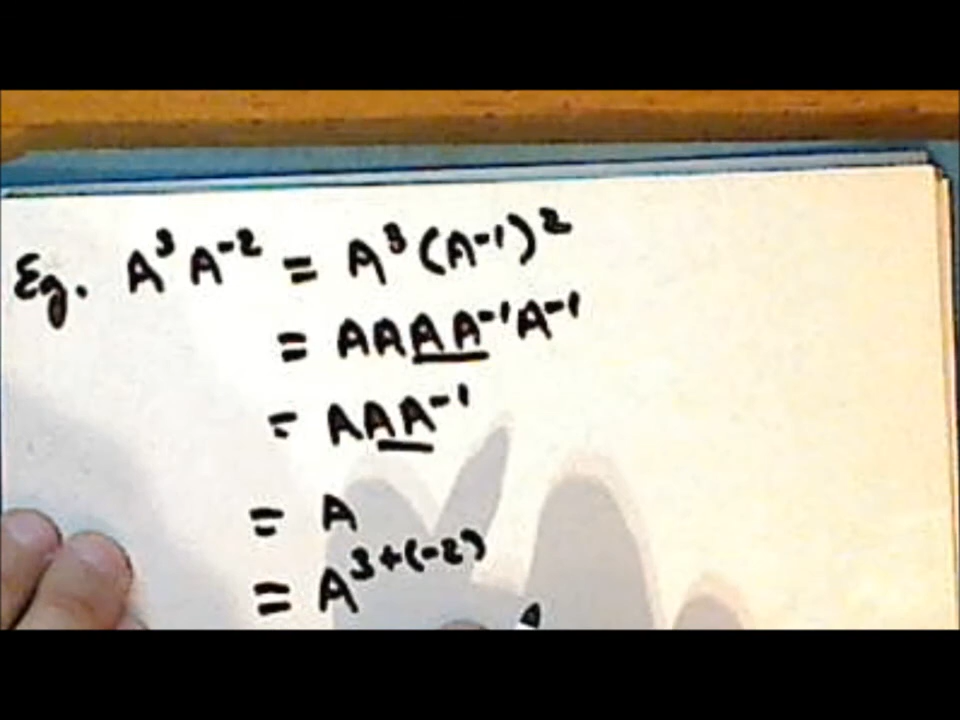 Eg. A³A⁻² = A³(A⁻¹)²
= AAAA⁻¹A⁻¹
= AAA⁻¹
= A
= A³⁺⁽⁻²⁾